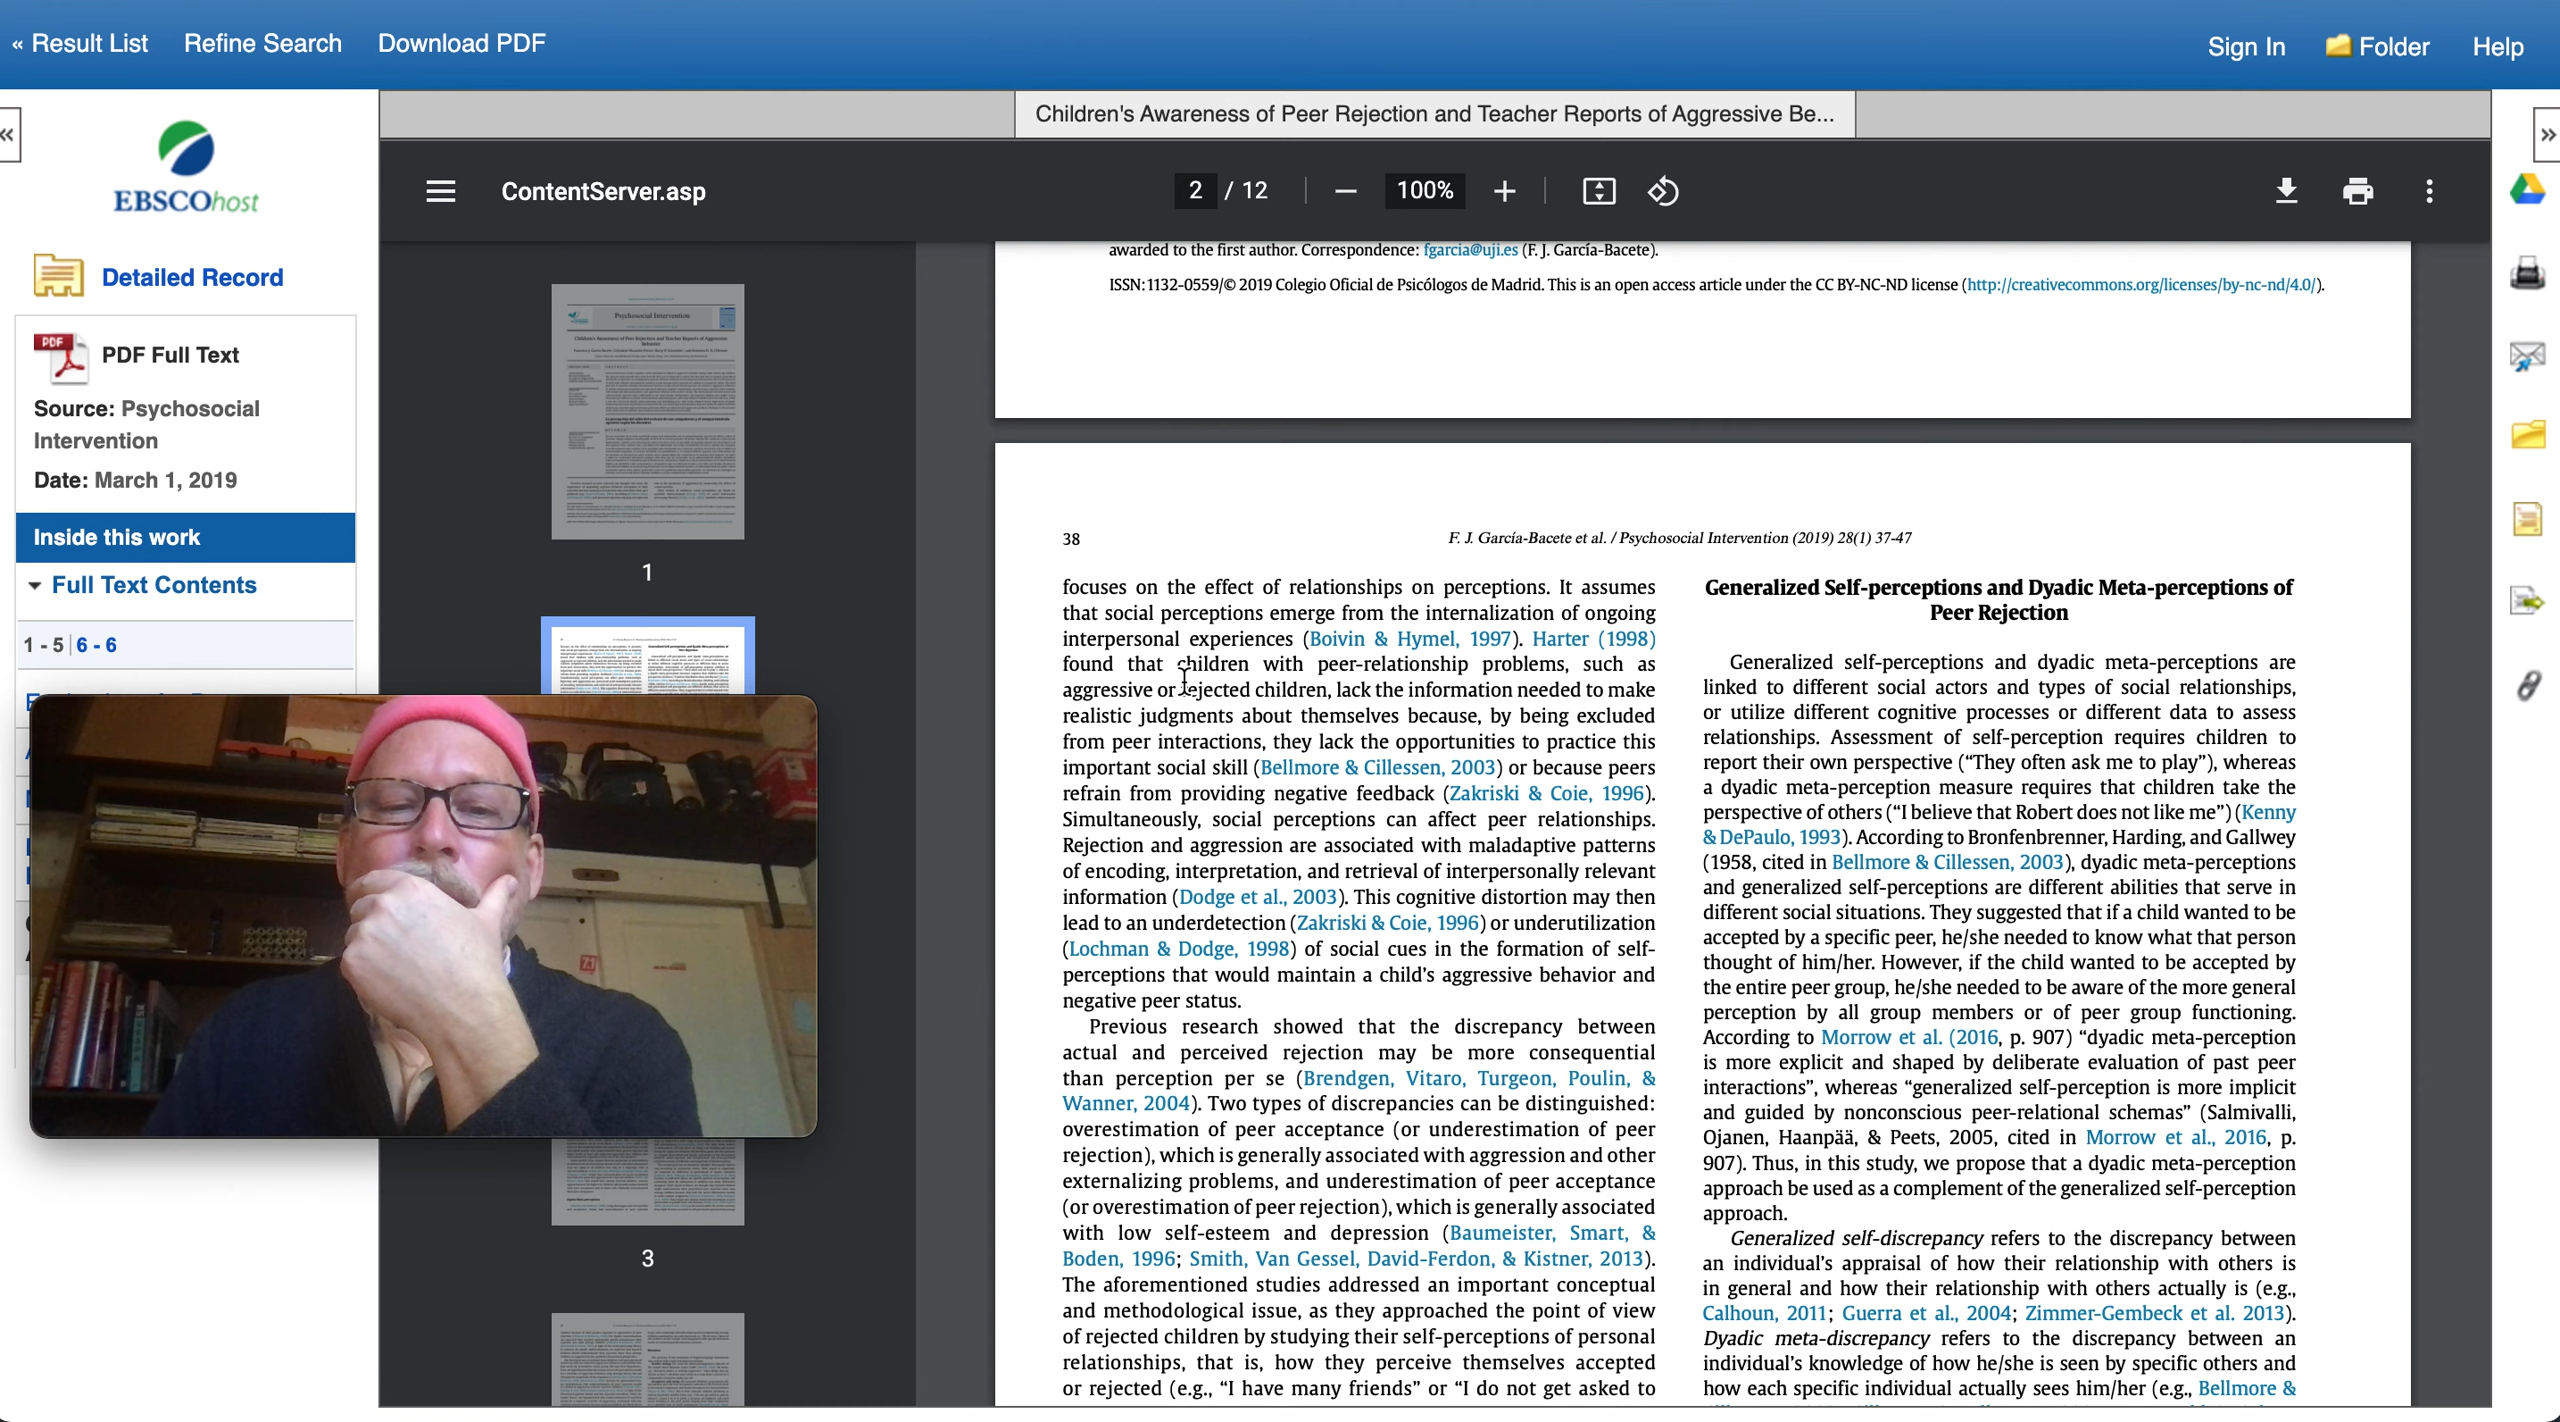 « Result List Refine Search Download PDF
Sign In Folder Help
Children's Awareness of Peer Rejection and Teacher Reports of Aggressive Be...
«
»
EBSCOhost
ContentServer.asp
2 / 12
100%
Detailed Record
PDF
PDF Full Text
Source: Psychosocial
Intervention
Date: March 1, 2019
Inside this work
Full Text Contents
1 - 5 | 6 - 6
Psychosocial Intervention
Children's Awareness of Peer Rejection and Teacher Reports of Aggressive
Behavior
1
3
awarded to the first author. Correspondence: fgarcia@uji.es (F. J. García-Bacete).
ISSN:1132-0559/© 2019 Colegio Oficial de Psicólogos de Madrid. This is an open access article under the CC BY-NC-ND license (http://creativecommons.org/licenses/by-nc-nd/4.0/).
38
F. J. García-Bacete et al. / Psychosocial Intervention (2019) 28(1) 37-47
focuses on the effect of relationships on perceptions. It assumes
that social perceptions emerge from the internalization of ongoing
interpersonal experiences (Boivin & Hymel, 1997). Harter (1998)
found that children with peer-relationship problems, such as
aggressive or rejected children, lack the information needed to make
realistic judgments about themselves because, by being excluded
from peer interactions, they lack the opportunities to practice this
important social skill (Bellmore & Cillessen, 2003) or because peers
refrain from providing negative feedback (Zakriski & Coie, 1996).
Simultaneously, social perceptions can affect peer relationships.
Rejection and aggression are associated with maladaptive patterns
of encoding, interpretation, and retrieval of interpersonally relevant
information (Dodge et al., 2003). This cognitive distortion may then
lead to an underdetection (Zakriski & Coie, 1996) or underutilization
(Lochman & Dodge, 1998) of social cues in the formation of self-
perceptions that would maintain a child's aggressive behavior and
negative peer status.
Previous research showed that the discrepancy between
actual and perceived rejection may be more consequential
than perception per se (Brendgen, Vitaro, Turgeon, Poulin, &
Wanner, 2004). Two types of discrepancies can be distinguished:
overestimation of peer acceptance (or underestimation of peer
rejection), which is generally associated with aggression and other
externalizing problems, and underestimation of peer acceptance
(or overestimation of peer rejection), which is generally associated
with low self-esteem and depression (Baumeister, Smart, &
Boden, 1996; Smith, Van Gessel, David-Ferdon, & Kistner, 2013).
The aforementioned studies addressed an important conceptual
and methodological issue, as they approached the point of view
of rejected children by studying their self-perceptions of personal
relationships, that is, how they perceive themselves accepted
or rejected (e.g., “I have many friends” or “I do not get asked to
Generalized Self-perceptions and Dyadic Meta-perceptions of
Peer Rejection
Generalized self-perceptions and dyadic meta-perceptions are
linked to different social actors and types of social relationships,
or utilize different cognitive processes or different data to assess
relationships. Assessment of self-perception requires children to
report their own perspective (“They often ask me to play”), whereas
a dyadic meta-perception measure requires that children take the
perspective of others (“I believe that Robert does not like me”) (Kenny
& DePaulo, 1993). According to Bronfenbrenner, Harding, and Gallwey
(1958, cited in Bellmore & Cillessen, 2003), dyadic meta-perceptions
and generalized self-perceptions are different abilities that serve in
different social situations. They suggested that if a child wanted to be
accepted by a specific peer, he/she needed to know what that person
thought of him/her. However, if the child wanted to be accepted by
the entire peer group, he/she needed to be aware of the more general
perception by all group members or of peer group functioning.
According to Morrow et al. (2016, p. 907) “dyadic meta-perception
is more explicit and shaped by deliberate evaluation of past peer
interactions”, whereas “generalized self-perception is more implicit
and guided by nonconscious peer-relational schemas” (Salmivalli,
Ojanen, Haanpää, & Peets, 2005, cited in Morrow et al., 2016, p.
907). Thus, in this study, we propose that a dyadic meta-perception
approach be used as a complement of the generalized self-perception
approach.
Generalized self-discrepancy refers to the discrepancy between
an individual's appraisal of how their relationship with others is
in general and how their relationship with others actually is (e.g.,
Calhoun, 2011; Guerra et al., 2004; Zimmer-Gembeck et al. 2013).
Dyadic meta-discrepancy refers to the discrepancy between an
individual's knowledge of how he/she is seen by specific others and
how each specific individual actually sees him/her (e.g., Bellmore &